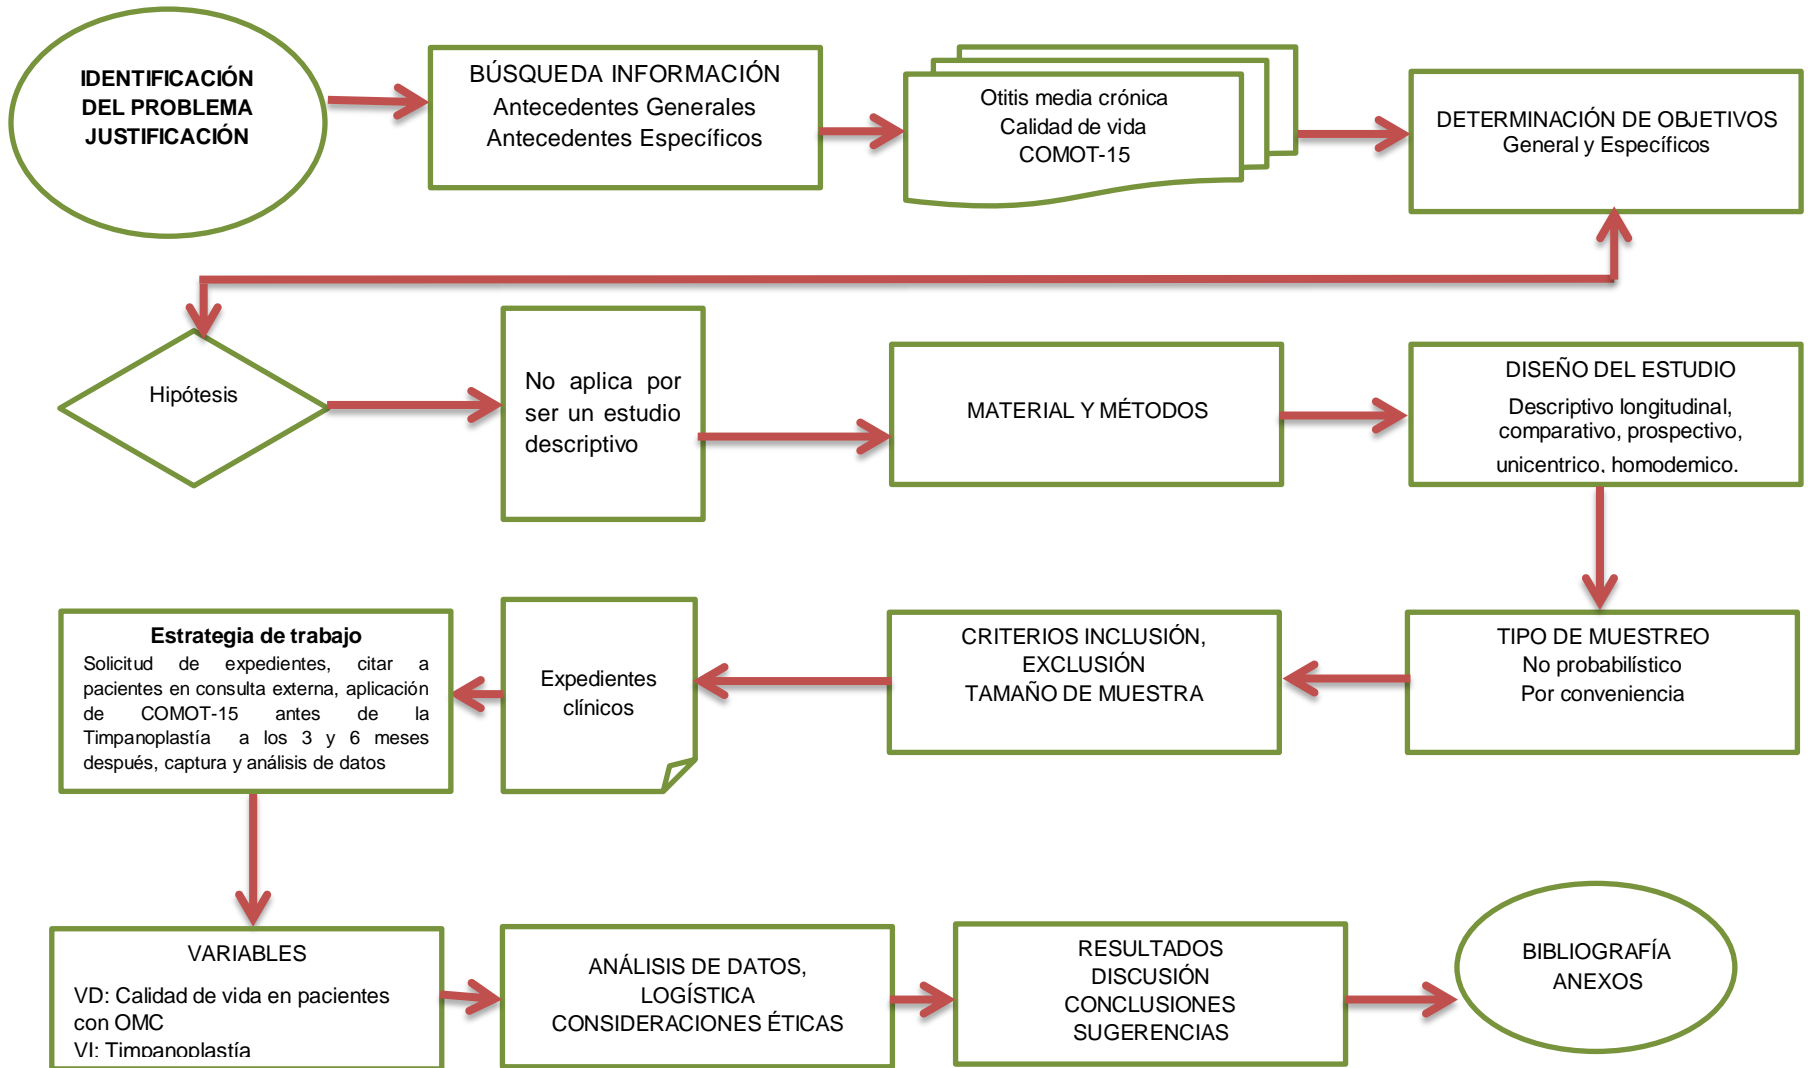 IDENTIFICACIÓN
DEL PROBLEMA
JUSTIFICACIÓN
BÚSQUEDA INFORMACIÓN
Antecedentes Generales
Antecedentes Específicos
Otitis media crónica
Calidad de vida
COMOT-15
DETERMINACIÓN DE OBJETIVOS
General y Específicos
Hipótesis
No aplica por
ser un estudio
descriptivo
MATERIAL Y MÉTODOS
DISEÑO DEL ESTUDIO
Descriptivo longitudinal,
comparativo, prospectivo,
unicentrico, homodemico.
TIPO DE MUESTREO
No probabilístico
Por conveniencia
CRITERIOS INCLUSIÓN,
EXCLUSIÓN
TAMAÑO DE MUESTRA
Expedientes
clínicos
Estrategia de trabajo
Solicitud de expedientes, citar a
pacientes en consulta externa, aplicación
de COMOT-15 antes de la
Timpanoplastía a los 3 y 6 meses
después, captura y análisis de datos
VARIABLES
VD: Calidad de vida en pacientes
con OMC
VI: Timpanoplastía
ANÁLISIS DE DATOS,
LOGÍSTICA
CONSIDERACIONES ÉTICAS
RESULTADOS
DISCUSIÓN
CONCLUSIONES
SUGERENCIAS
BIBLIOGRAFÍA
ANEXOS